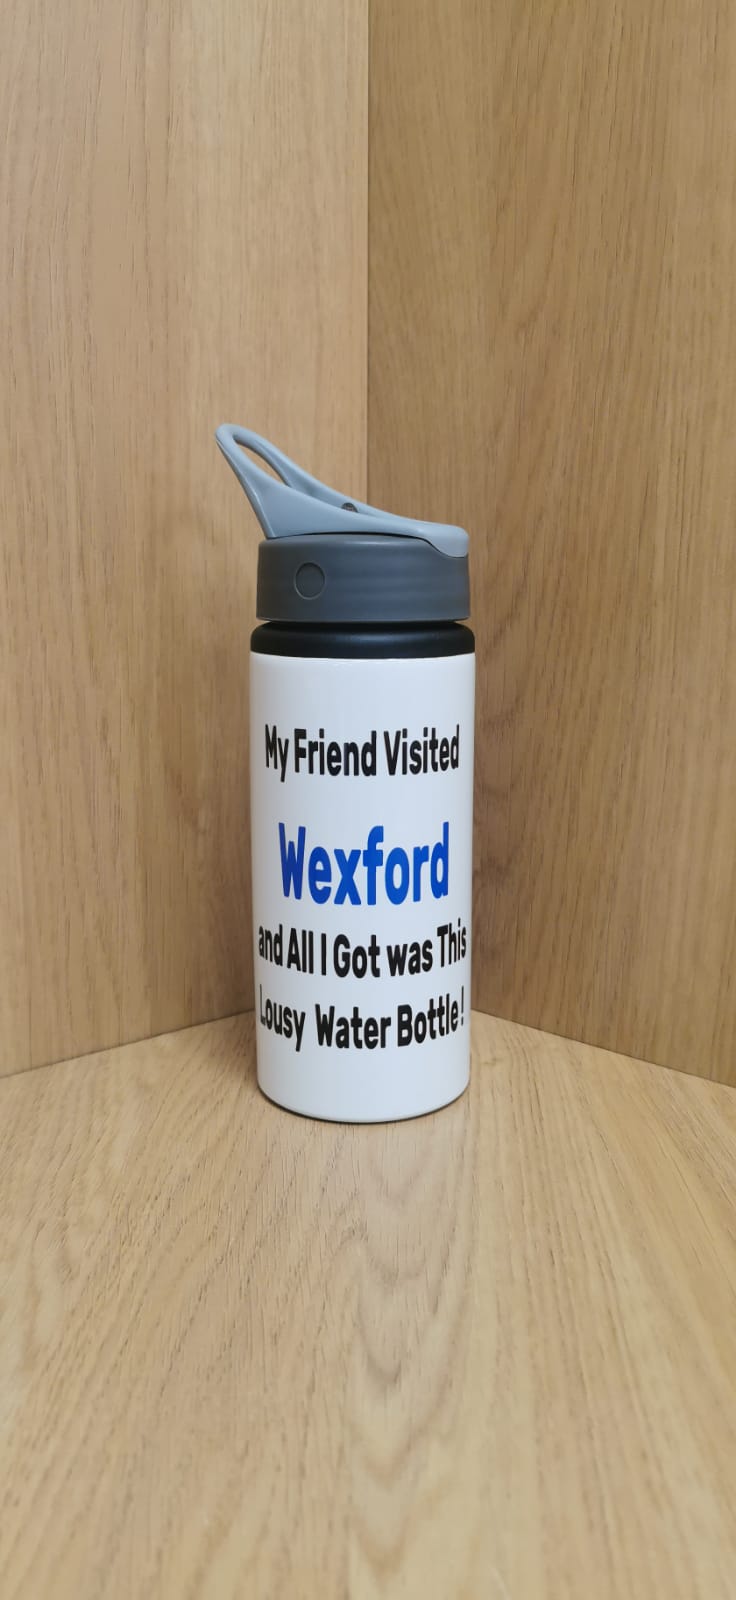 My Friend Visited
Wexford
and All I Got was This
Lousy Water Bottle!